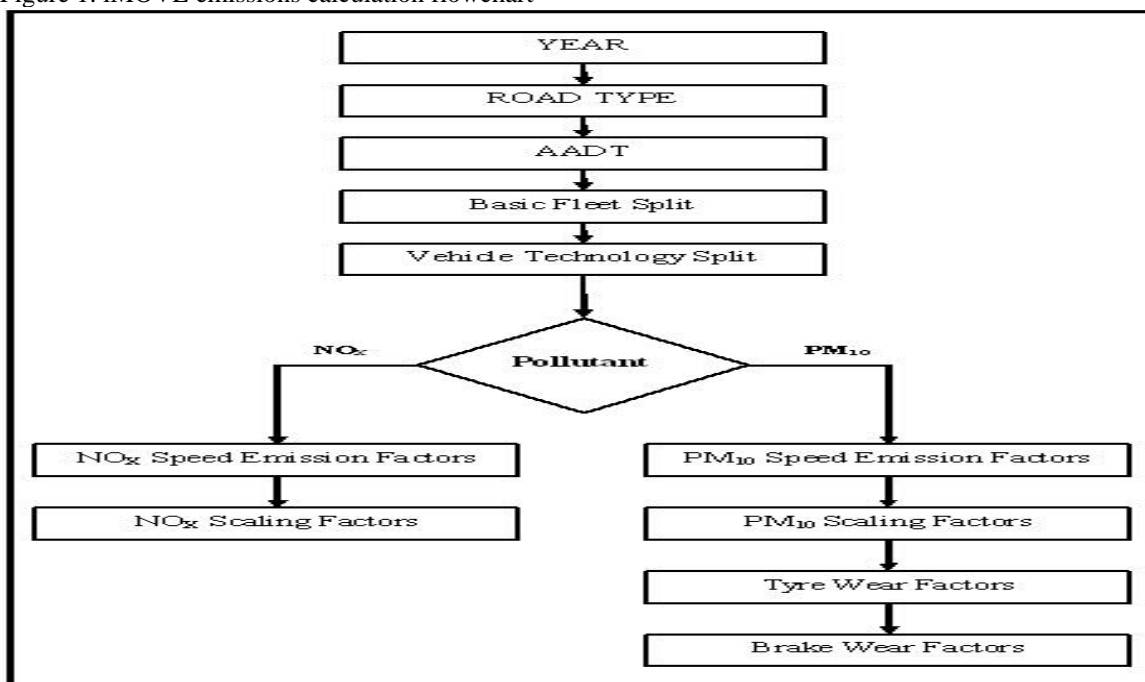 Figure 1: iMOVE emissions calculation flowchart
YEAR
ROAD TYPE
AADT
Basic Fleet Split
Vehicle Technology Split
Pollutant
NOₓ
PM₁₀
NOₓ Speed Emission Factors
NOₓ Scaling Factors
PM₁₀ Speed Emission Factors
PM₁₀ Scaling Factors
Tyre Wear Factors
Brake Wear Factors